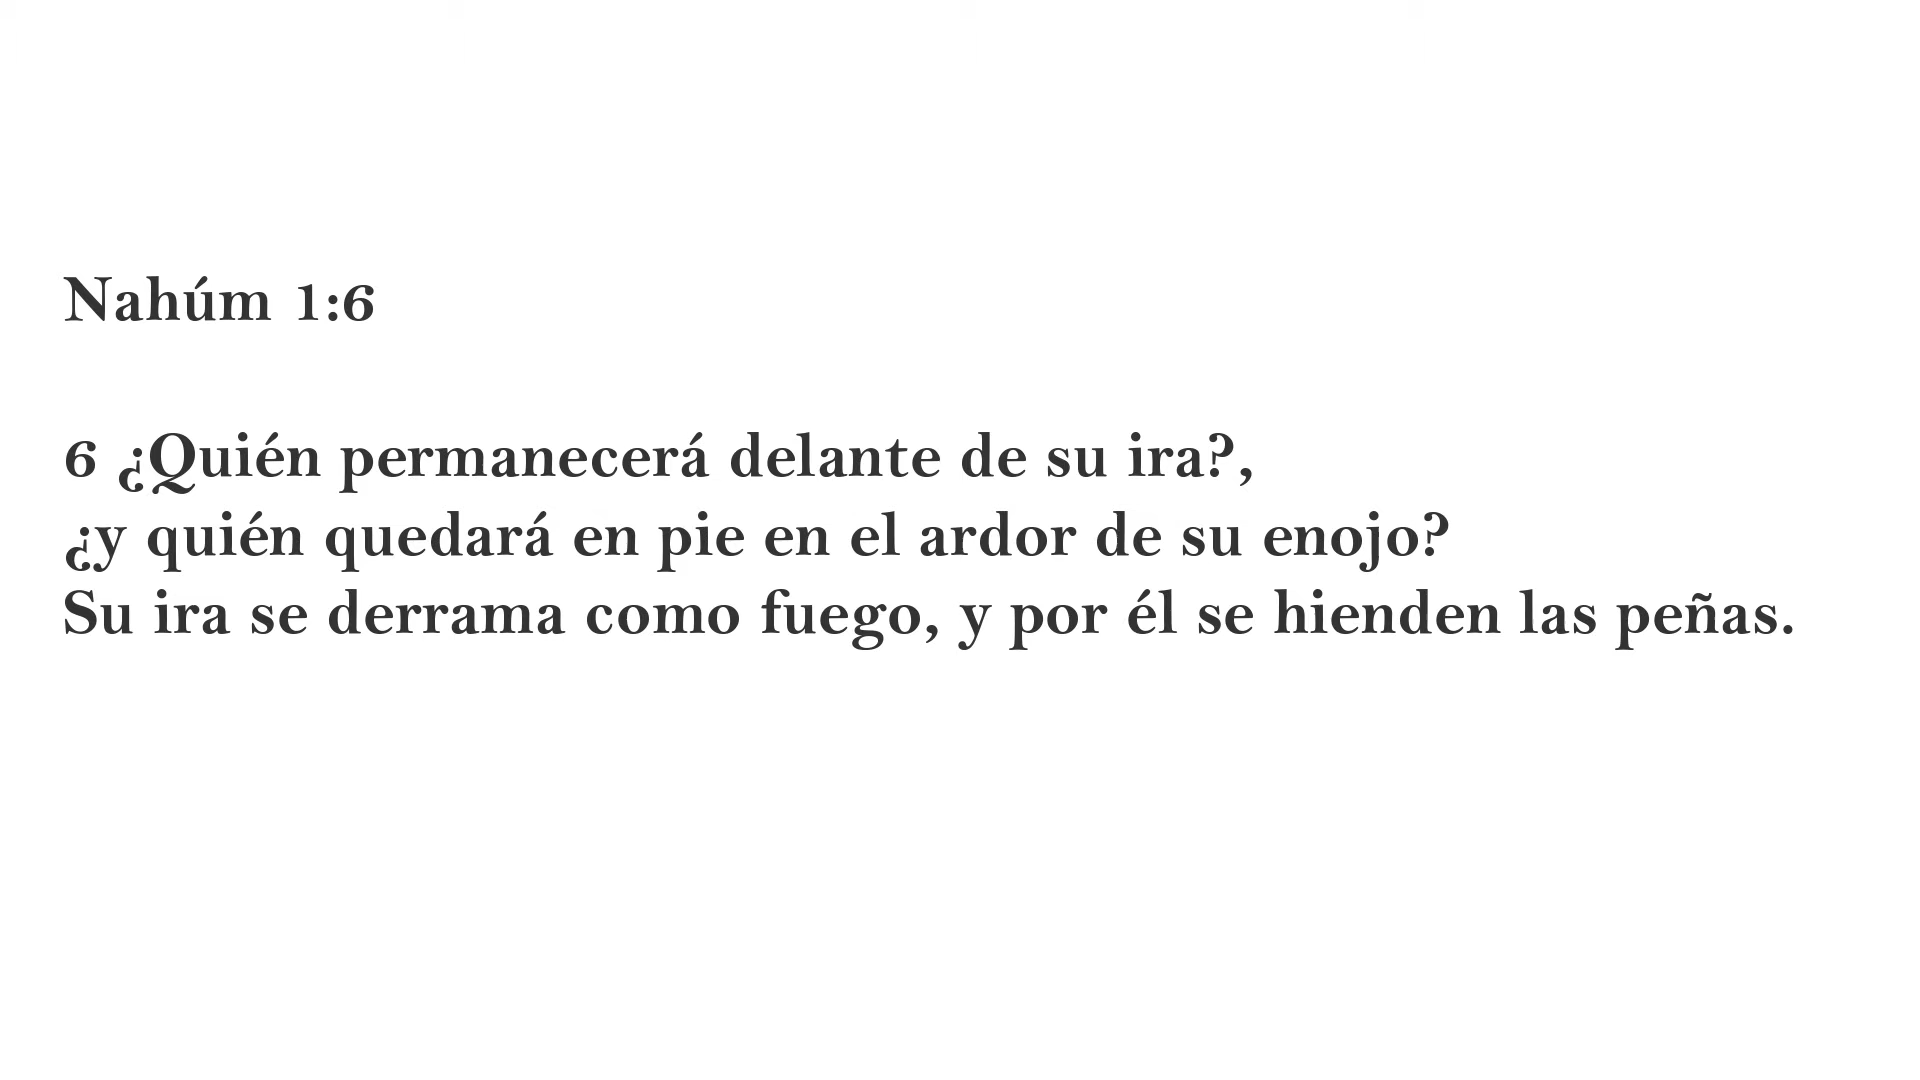 Nahúm 1:6
6 ¿Quién permanecerá delante de su ira?,
¿y quién quedará en pie en el ardor de su enojo?
Su ira se derrama como fuego, y por él se hienden las peñas.